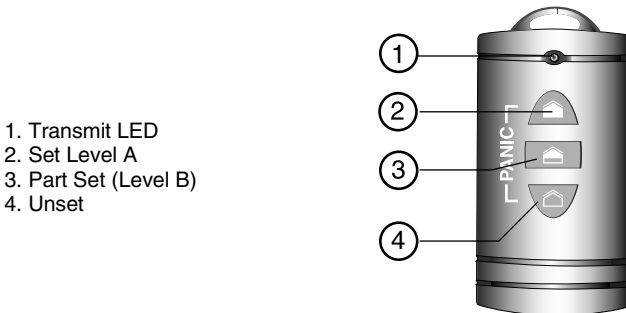 1. Transmit LED
2. Set Level A
3. Part Set (Level B)
4. Unset
1
2
3
4
PANIC